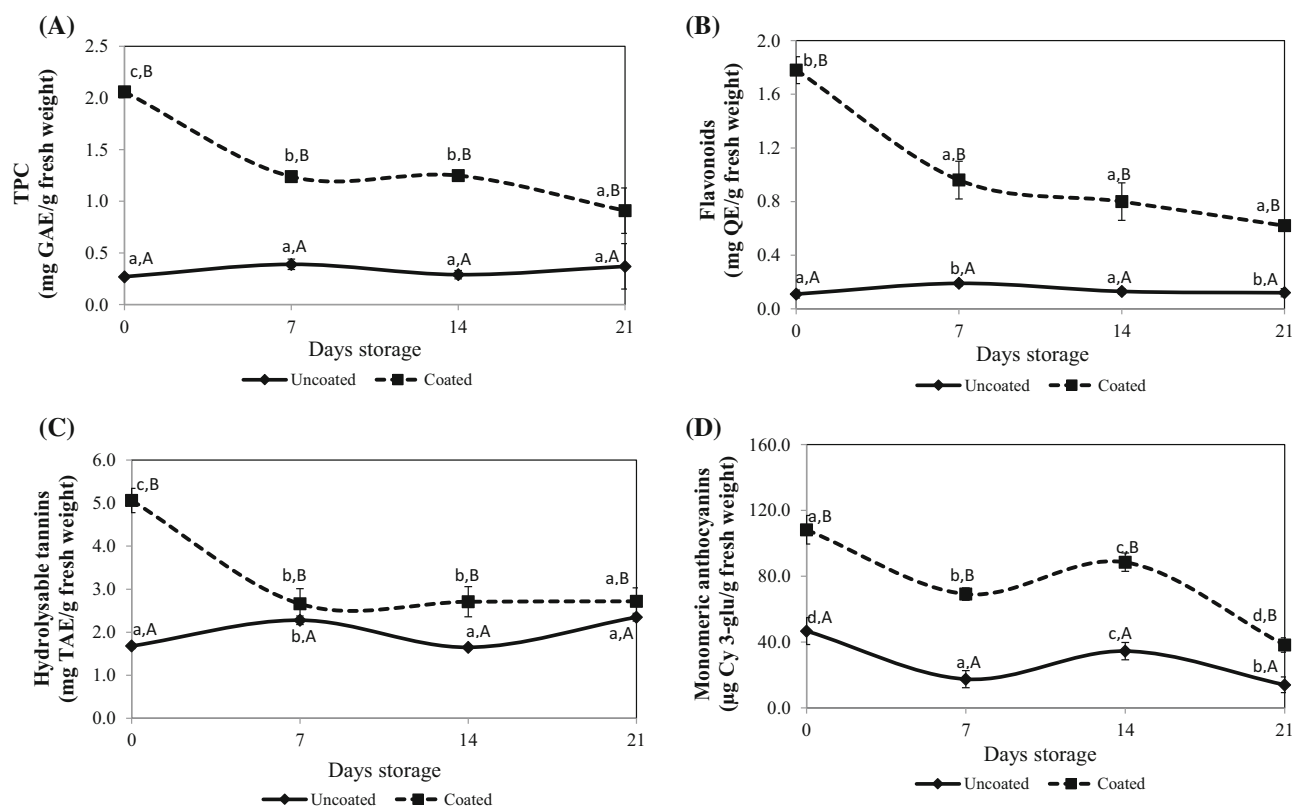 (A)
2.5
2.0
1.5
1.0
0.5
0.0
TPC
(mg GAE/g fresh weight)
c,B
b,B
b,B
a,B
a,A
a,A
a,A
a,A
0
7
14
21
Days storage
Uncoated
Coated
(B)
2.0
1.6
1.2
0.8
0.4
0.0
Flavonoids
(mg QE/g fresh weight)
b,B
a,B
a,B
a,B
a,A
b,A
a,A
b,A
0
7
14
21
Days storage
Uncoated
Coated
(C)
6.0
5.0
4.0
3.0
2.0
1.0
0.0
Hydrolysable tannins
(mg TAE/g fresh weight)
c,B
b,B
b,B
a,B
a,A
b,A
a,A
a,A
0
7
14
21
Days storage
Uncoated
Coated
(D)
160.0
120.0
80.0
40.0
0.0
Monomeric anthocyanins
(µg Cy 3-glu/g fresh weight)
a,B
b,B
c,B
d,B
d,A
a,A
c,A
b,A
0
7
14
21
Days storage
Uncoated
Coated